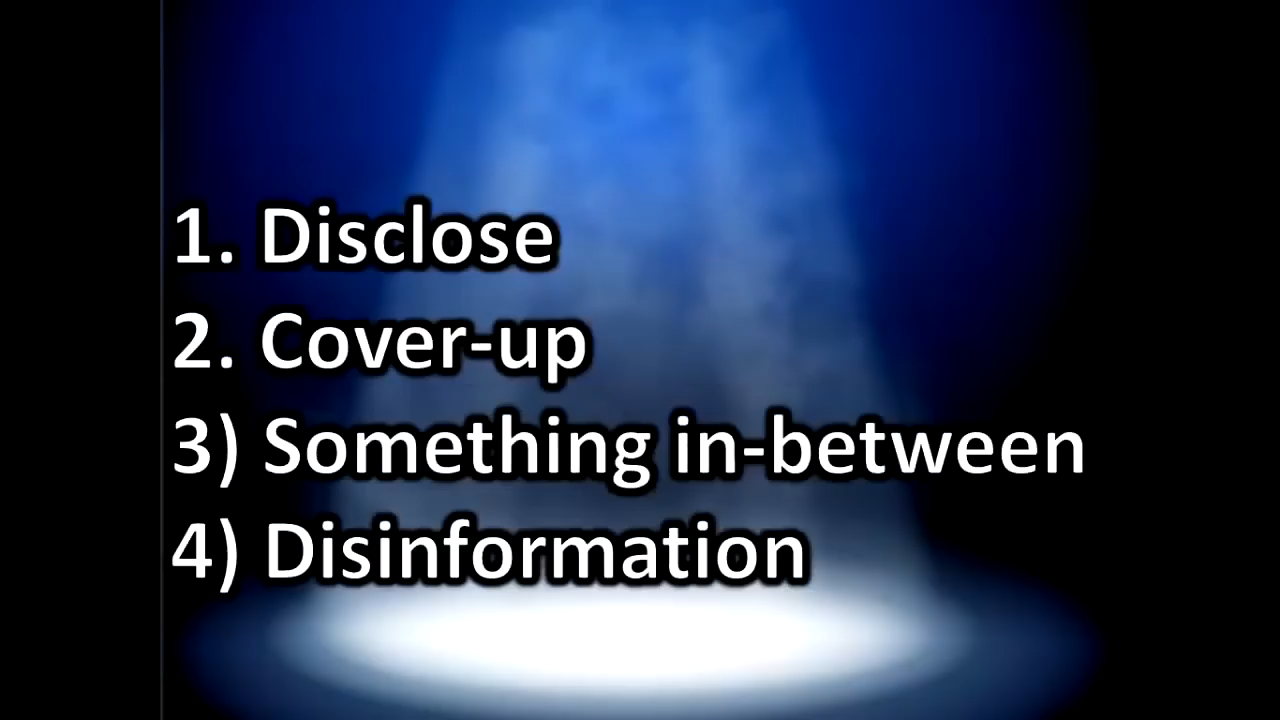 1. Disclose
2. Cover-up
3) Something in-between
4) Disinformation